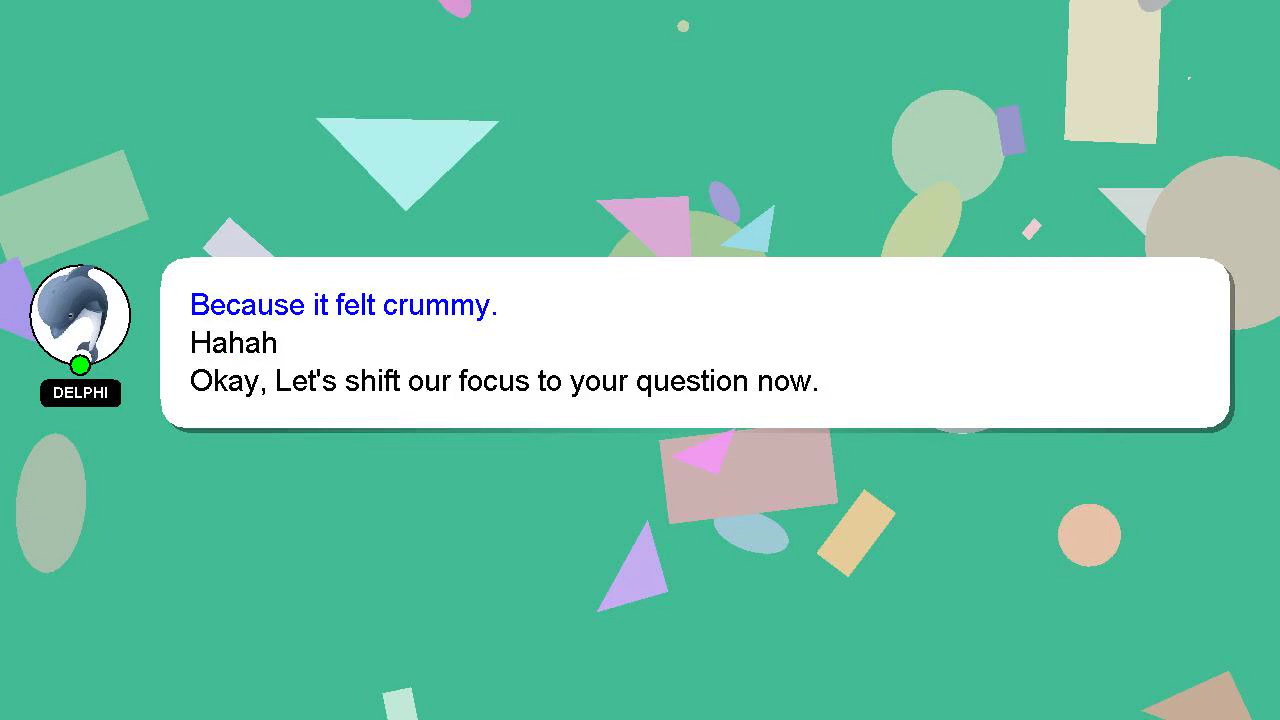 Because it felt crummy.
Hahah
Okay, Let's shift our focus to your question now.
DELPHI